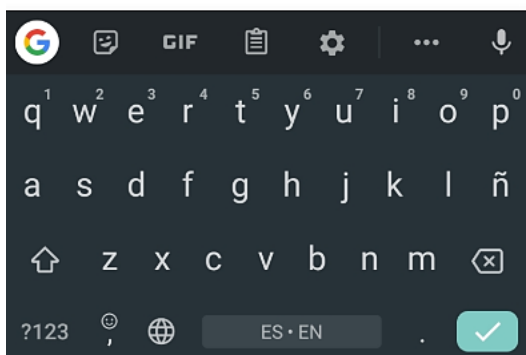 G GIF
q1 w2 e3 r4 t5 y6 u7 i8 o9 p0
a s d f g h j k l ñ
z x c v b n m
?123 , ES • EN .